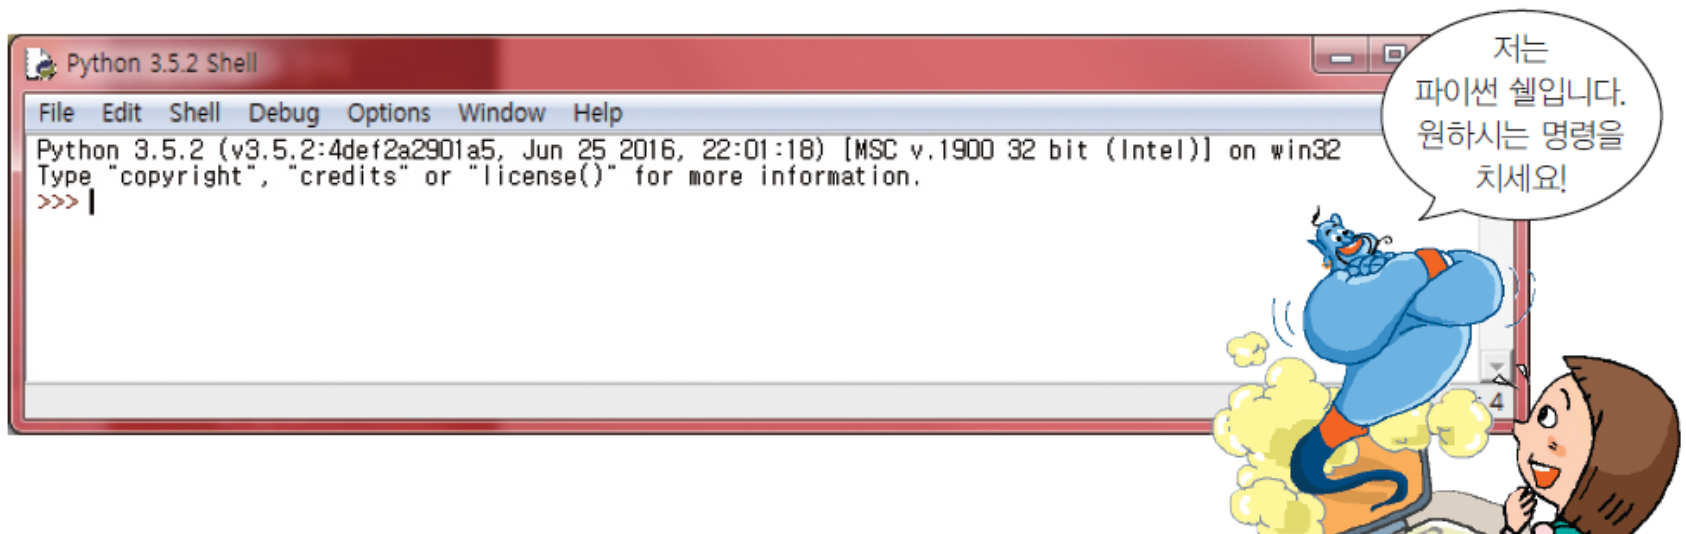 Python 3.5.2 Shell
File Edit Shell Debug Options Window Help
Python 3.5.2 (v3.5.2:4def2a2901a5, Jun 25 2016, 22:01:18) [MSC v.1900 32 bit (Intel)] on win32
Type "copyright", "credits" or "license()" for more information.
>>>
저는
파이썬 쉘입니다.
원하시는 명령을
치세요!
4